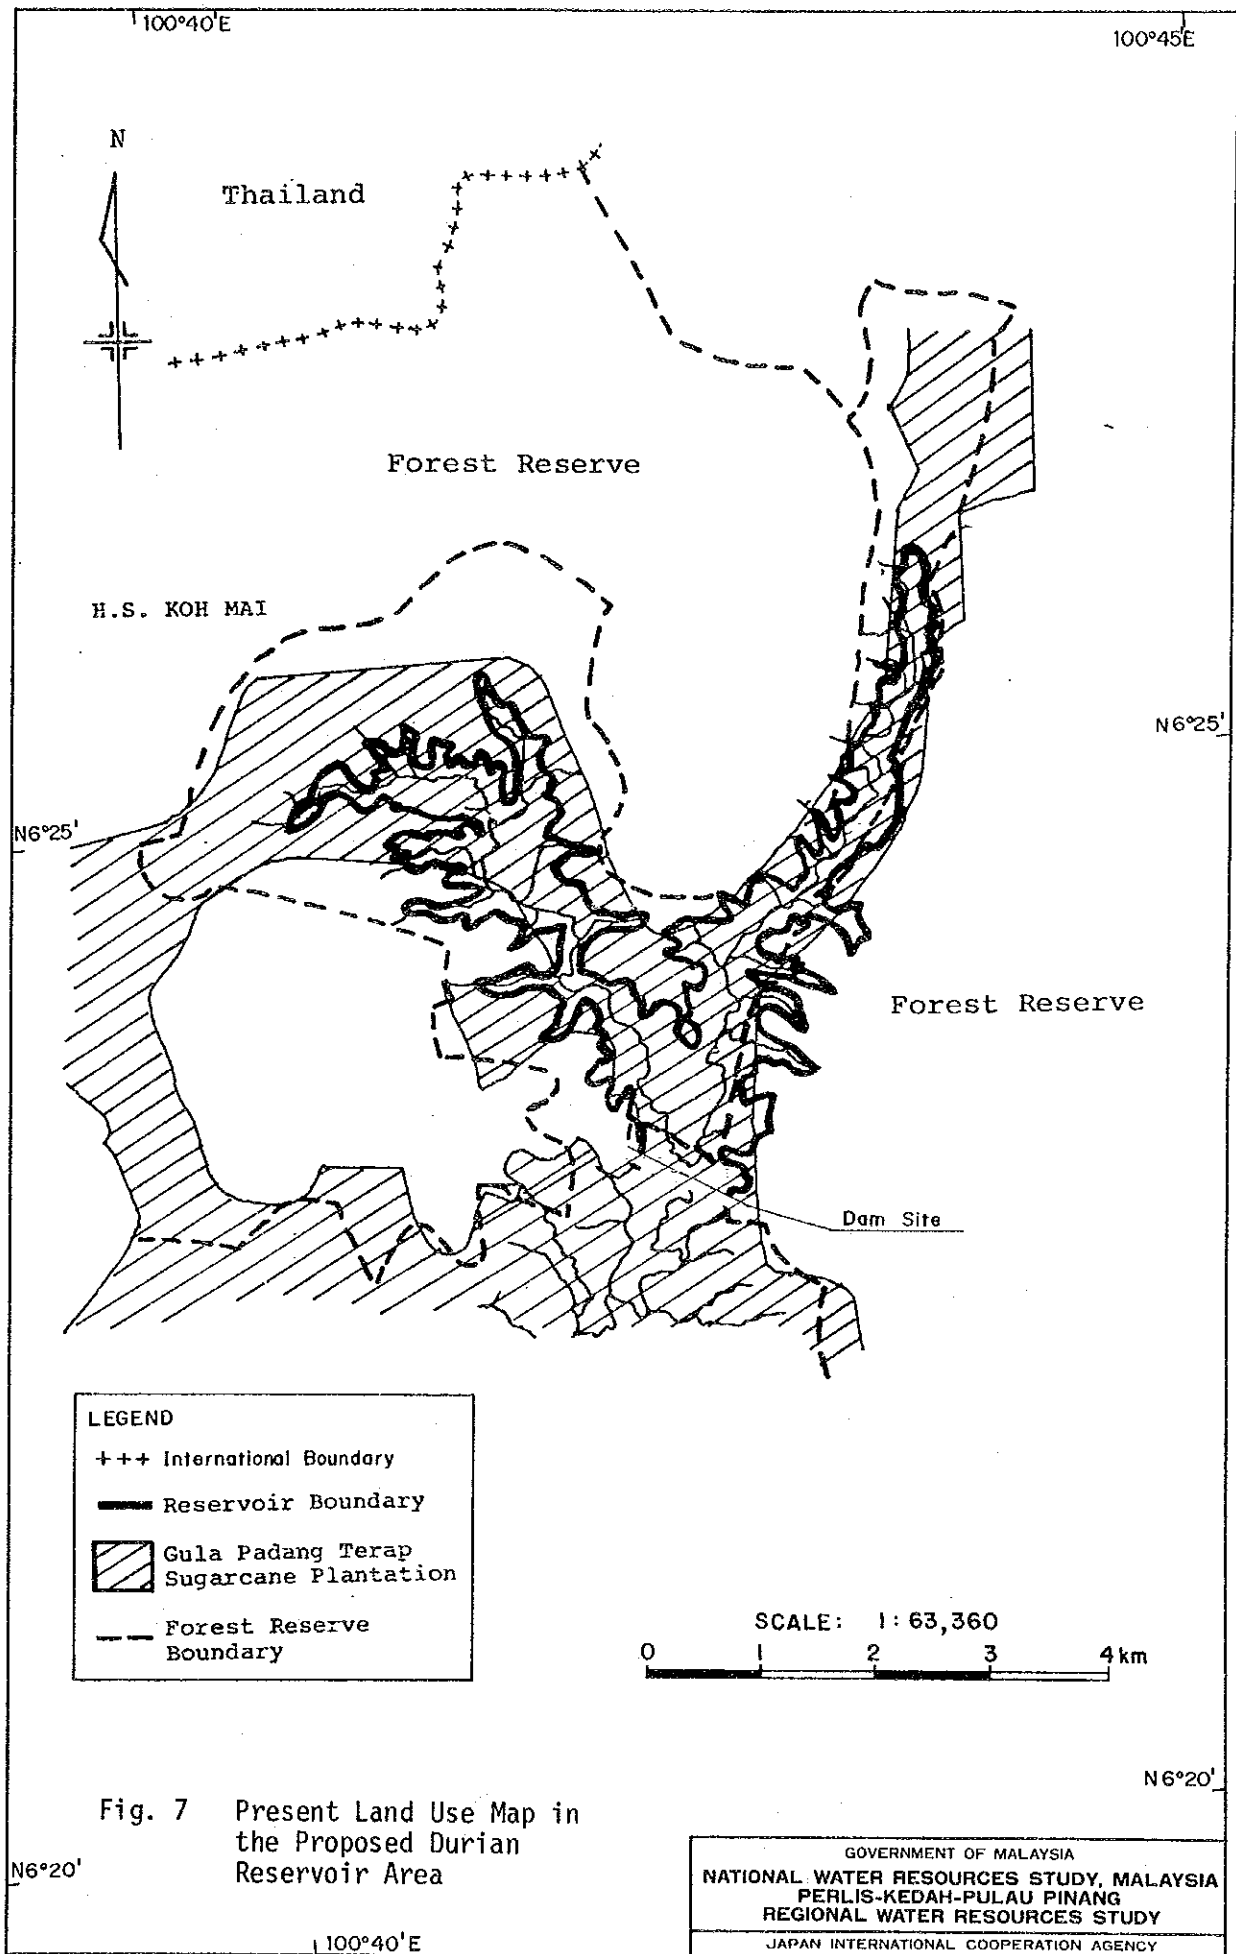 100°40'E
100°45'E
N
Thailand
Forest Reserve
H.S. KOH MAI
N6°25'
N6°25'
Forest Reserve
Dam Site
LEGEND
+++ International Boundary
Reservoir Boundary
Gula Padang Terap
Sugarcane Plantation
Forest Reserve
Boundary
SCALE: 1:63,360
0 1 2 3 4 km
N6°20'
Fig. 7 Present Land Use Map in
the Proposed Durian
Reservoir Area
N6°20'
100°40'E
GOVERNMENT OF MALAYSIA
NATIONAL WATER RESOURCES STUDY, MALAYSIA
PERLIS-KEDAH-PULAU PINANG
REGIONAL WATER RESOURCES STUDY
JAPAN INTERNATIONAL COOPERATION AGENCY